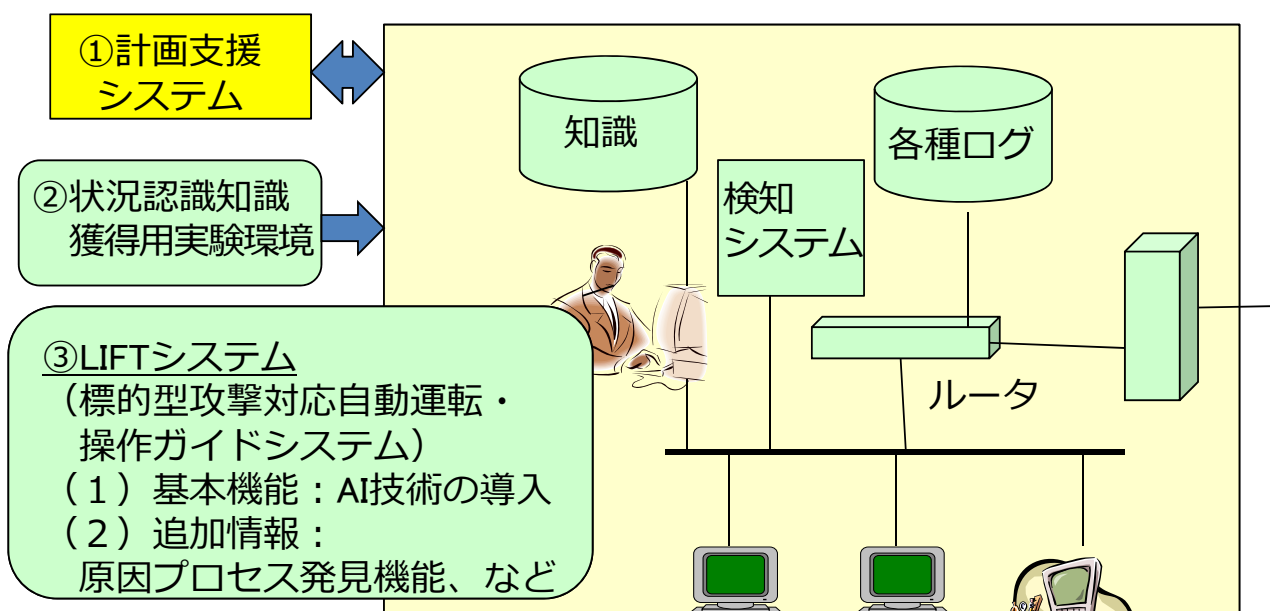 ①計画支援
システム
②状況認識知識
獲得用実験環境
③LIFTシステム
（標的型攻撃対応自動運転・
操作ガイドシステム）
（１）基本機能：AI技術の導入
（２）追加情報：
原因プロセス発見機能、など
知識
各種ログ
検知
システム
ルータ